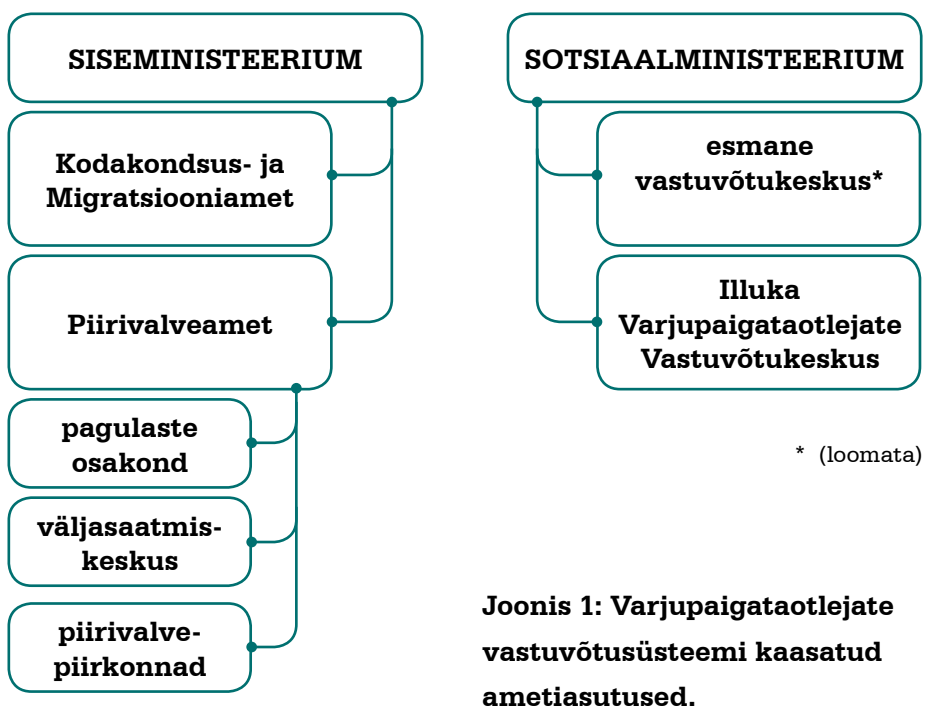 SISEMINISTEERIUM
Kodakondsus- ja
Migratsiooniamet
Piirivalveamet
pagulaste
osakond
väljasaatmis-
keskus
piirivalve-
piirkonnad
SOTSIAALMINISTEERIUM
esmane
vastuvõtukeskus*
Illuka
Varjupaigataotlejate
Vastuvõtukeskus
* (loomata)
Joonis 1: Varjupaigataotlejate
vastuvõtusüsteemi kaasatud
ametiasutused.